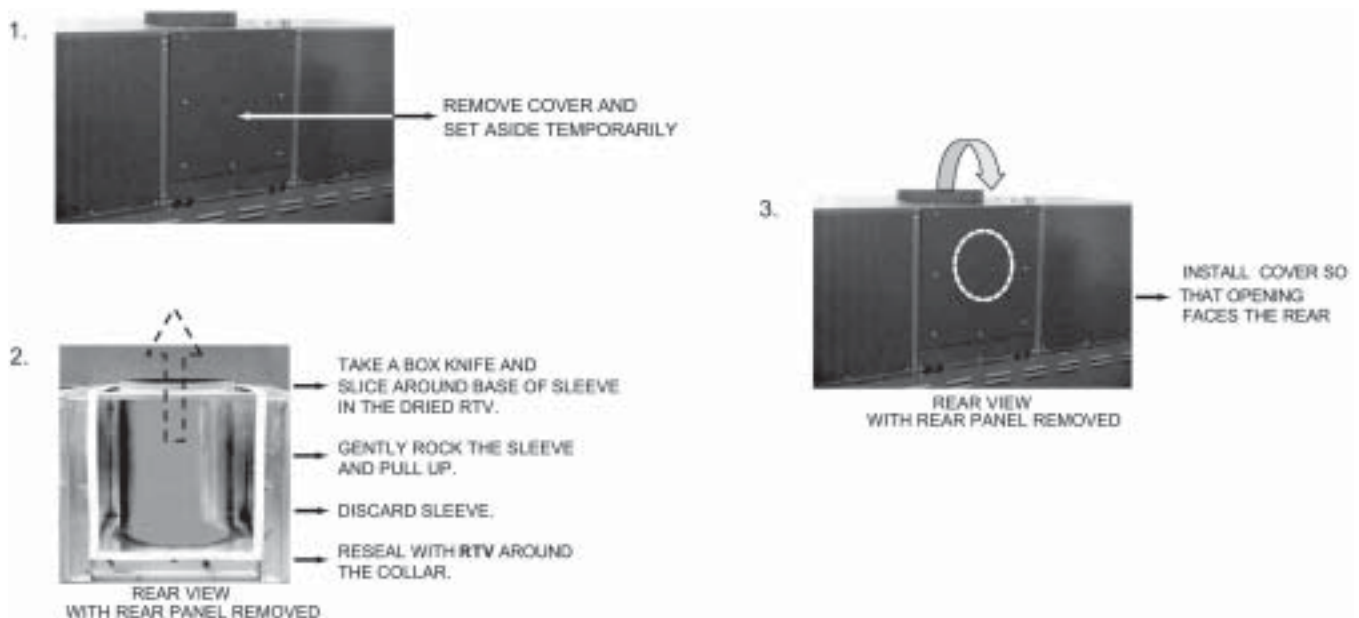 1.
REMOVE COVER AND
SET ASIDE TEMPORARILY
2.
TAKE A BOX KNIFE AND
SLICE AROUND BASE OF SLEEVE
IN THE DRIED RTV.
GENTLY ROCK THE SLEEVE
AND PULL UP.
DISCARD SLEEVE.
RESEAL WITH RTV AROUND
THE COLLAR.
REAR VIEW
WITH REAR PANEL REMOVED
3.
INSTALL COVER SO
THAT OPENING
FACES THE REAR
REAR VIEW
WITH REAR PANEL REMOVED